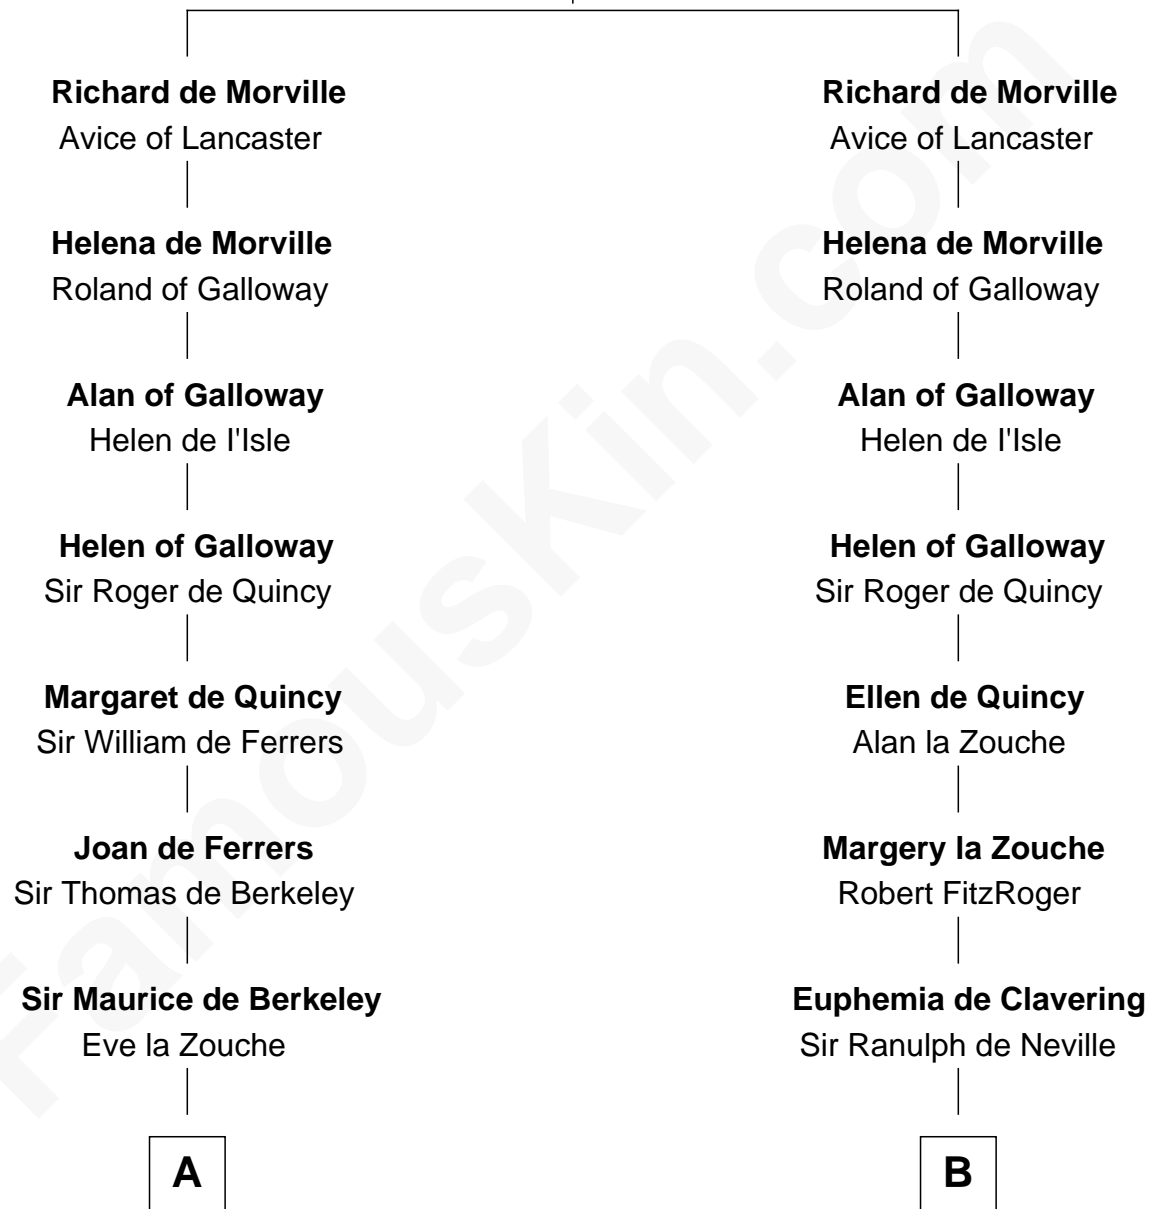 Richard de Morville
Avice of Lancaster
Helena de Morville
Roland of Galloway
Alan of Galloway
Helen de l'Isle
Helen of Galloway
Sir Roger de Quincy
Margaret de Quincy
Sir William de Ferrers
Joan de Ferrers
Sir Thomas de Berkeley
Sir Maurice de Berkeley
Eve la Zouche
A
Richard de Morville
Avice of Lancaster
Helena de Morville
Roland of Galloway
Alan of Galloway
Helen de l'Isle
Helen of Galloway
Sir Roger de Quincy
Ellen de Quincy
Alan la Zouche
Margery la Zouche
Robert FitzRoger
Euphemia de Clavering
Sir Ranulph de Neville
B
FamousKin.com